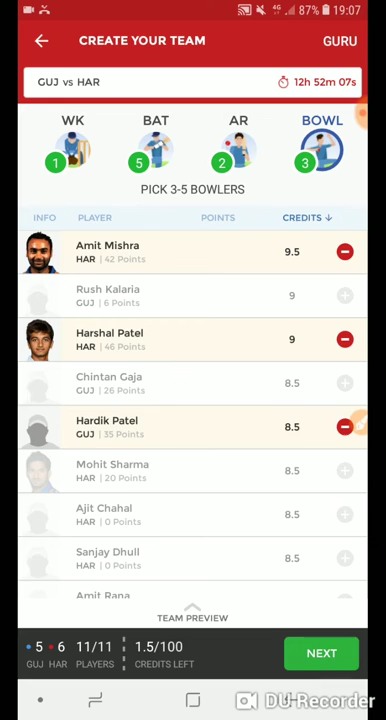 4G 87% 19:07
CREATE YOUR TEAM GURU
GUJ vs HAR 12h 52m 07s
WK BAT AR BOWL
1 5 2 3
PICK 3-5 BOWLERS
INFO PLAYER POINTS CREDITS ↓
Amit Mishra
HAR | 42 Points 9.5
Rush Kalaria
GUJ | 6 Points 9
Harshal Patel
HAR | 46 Points 9
Chintan Gaja
GUJ | 26 Points 8.5
Hardik Patel
GUJ | 35 Points 8.5
Mohit Sharma
HAR | 20 Points 8.5
Ajit Chahal
HAR | 0 Points 8.5
Sanjay Dhull
HAR | 0 Points 8.5
Amit Rana
TEAM PREVIEW
5 6 11/11 1.5/100
GUJ HAR PLAYERS CREDITS LEFT
NEXT
DU-Recorder